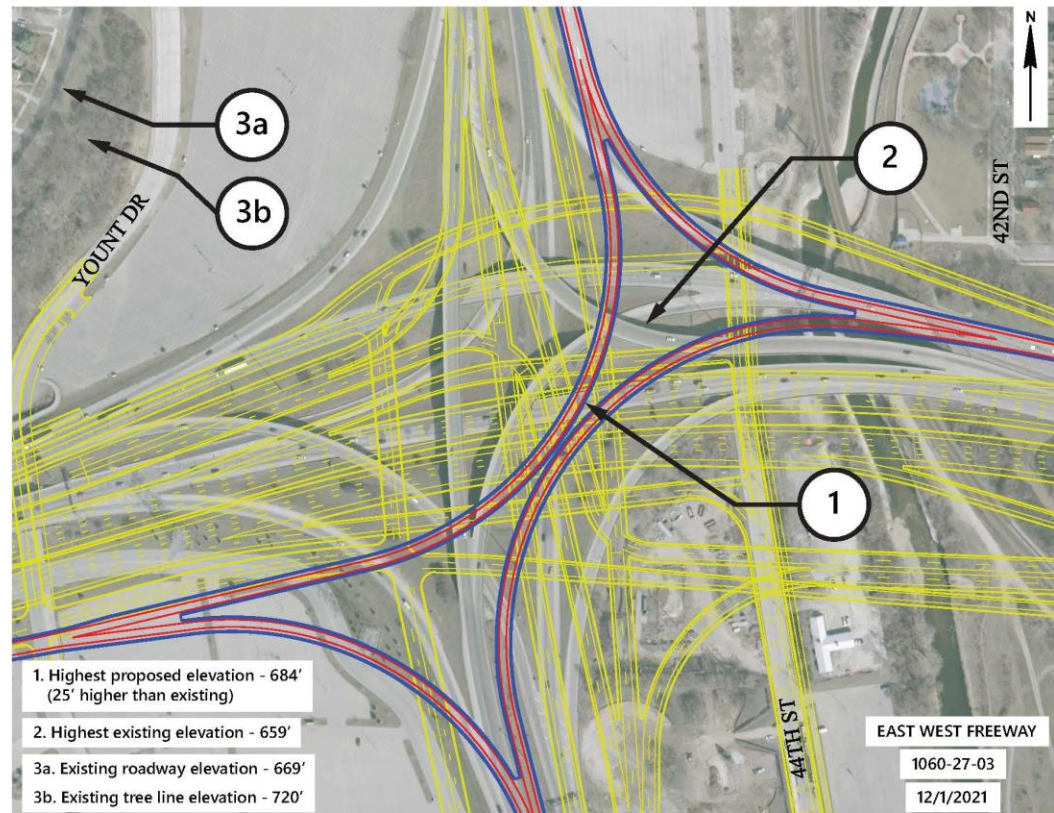 N
3a
3b
2
42ND ST
YOUNT DR
1
44TH ST
1. Highest proposed elevation - 684'
(25' higher than existing)
2. Highest existing elevation - 659'
3a. Existing roadway elevation - 669'
3b. Existing tree line elevation - 720'
EAST WEST FREEWAY
1060-27-03
12/1/2021